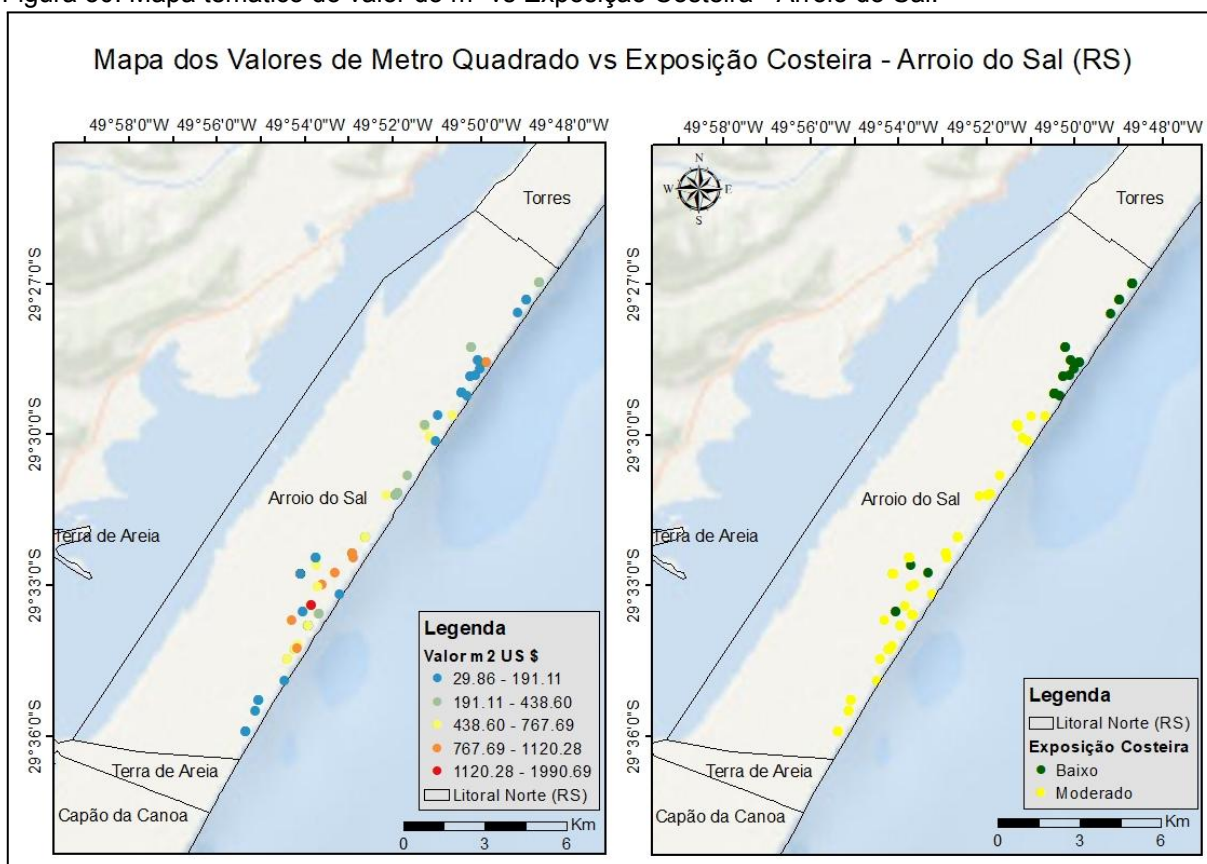 Figura 56: Mapa temático do valor do m² vs Exposição Costeira - Arroio do Sal.
Mapa dos Valores de Metro Quadrado vs Exposição Costeira - Arroio do Sal (RS)
49°58'0"W 49°56'0"W 49°54'0"W 49°52'0"W 49°50'0"W 49°48'0"W
Torres
29°27'0"S
29°30'0"S
Arroio do Sal
Terra de Areia
29°33'0"S
29°36'0"S
Terra de Areia
Capão da Canoa
Legenda
Valor m2 US $
29.86 - 191.11
191.11 - 438.60
438.60 - 767.69
767.69 - 1120.28
1120.28 - 1990.69
Litoral Norte (RS)
Km
0 3 6
49°58'0"W 49°56'0"W 49°54'0"W 49°52'0"W 49°50'0"W 49°48'0"W
N
W E
S
Torres
29°27'0"S
29°30'0"S
Arroio do Sal
Terra de Areia
29°33'0"S
29°36'0"S
Terra de Areia
Capão da Canoa
Legenda
Litoral Norte (RS)
Exposição Costeira
Baixo
Moderado
Km
0 3 6